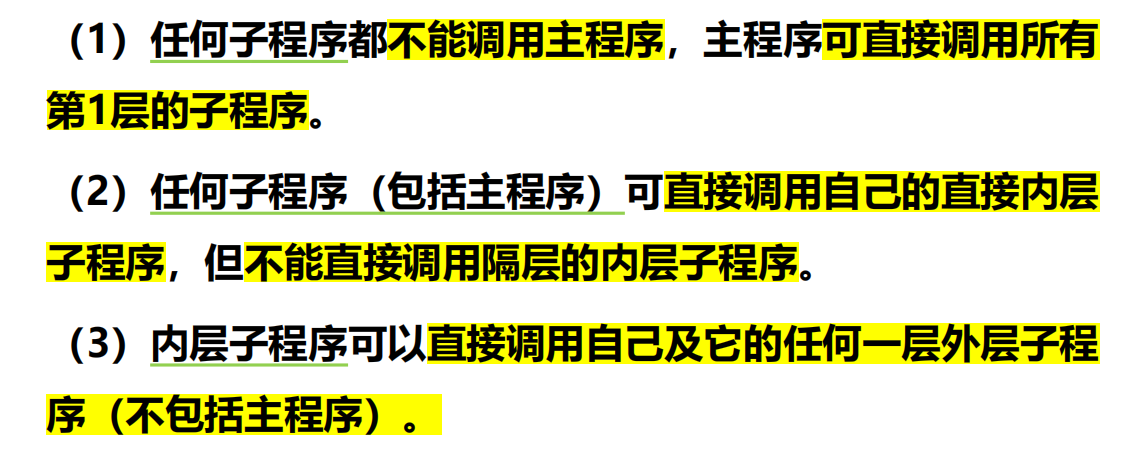 （1）任何子程序都不能调用主程序，主程序可直接调用所有
第1层的子程序。
（2）任何子程序（包括主程序）可直接调用自己的直接内层
子程序，但不能直接调用隔层的内层子程序。
（3）内层子程序可以直接调用自己及它的任何一层外层子程
序（不包括主程序）。